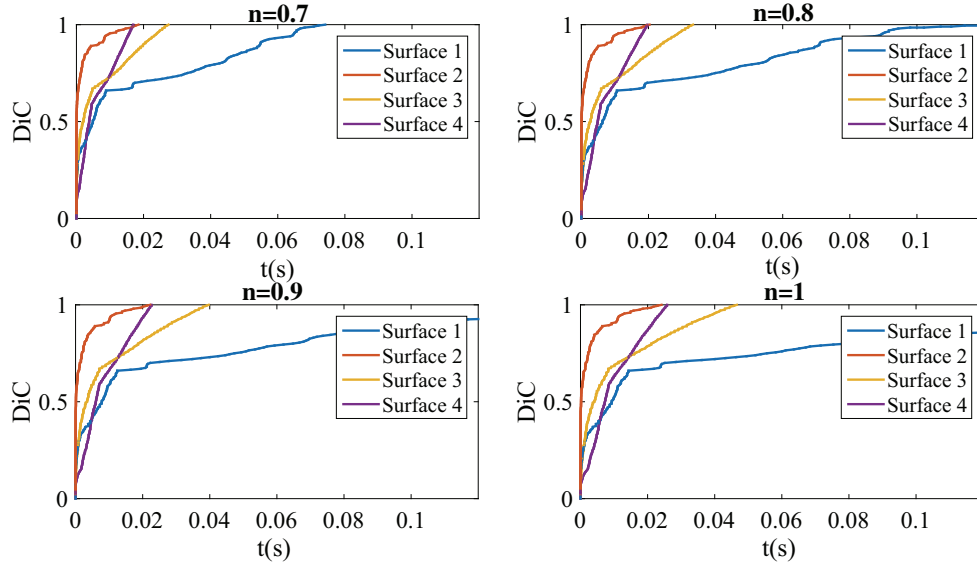 n=0.7
n=0.8
DiC
1
0.5
0
Surface 1
Surface 2
Surface 3
Surface 4
0 0.02 0.04 0.06 0.08 0.1
t(s)
DiC
1
0.5
0
Surface 1
Surface 2
Surface 3
Surface 4
0 0.02 0.04 0.06 0.08 0.1
t(s)
n=0.9
n=1
DiC
1
0.5
0
Surface 1
Surface 2
Surface 3
Surface 4
0 0.02 0.04 0.06 0.08 0.1
t(s)
DiC
1
0.5
0
Surface 1
Surface 2
Surface 3
Surface 4
0 0.02 0.04 0.06 0.08 0.1
t(s)